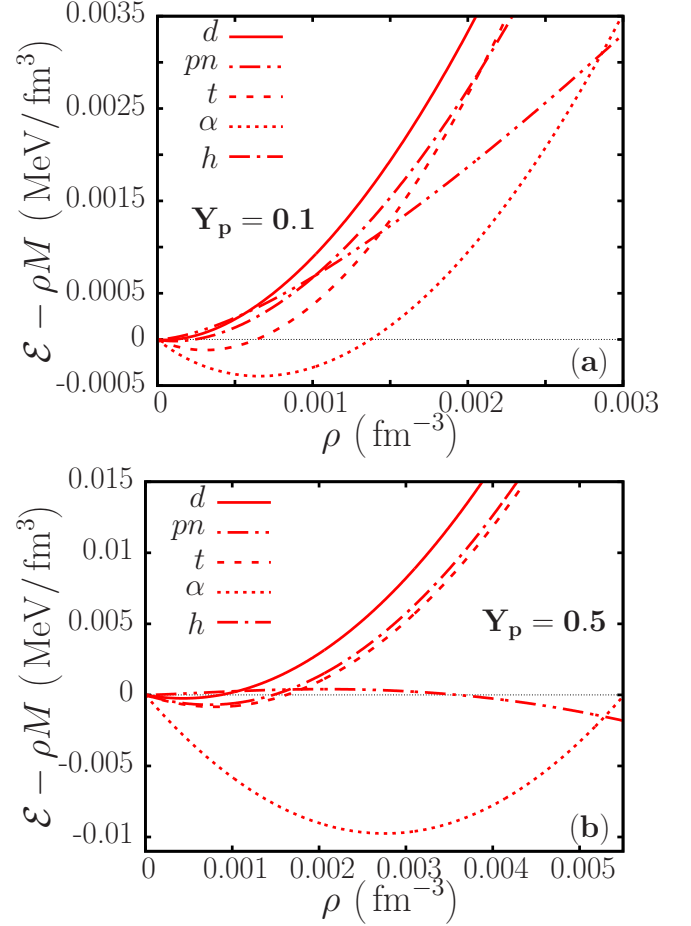 0.0035
0.0025
0.0015
0.0005
0
-0.0005
ℰ − ρM ( MeV/ fm³)
d
pn
t
α
h
Y_p = 0.1
(a)
0 0.001 0.002 0.003
ρ ( fm⁻³)
0.015
0.01
0.005
0
-0.005
-0.01
ℰ − ρM ( MeV/ fm³)
d
pn
t
α
h
Y_p = 0.5
(b)
0 0.001 0.002 0.003 0.004 0.005
ρ ( fm⁻³)